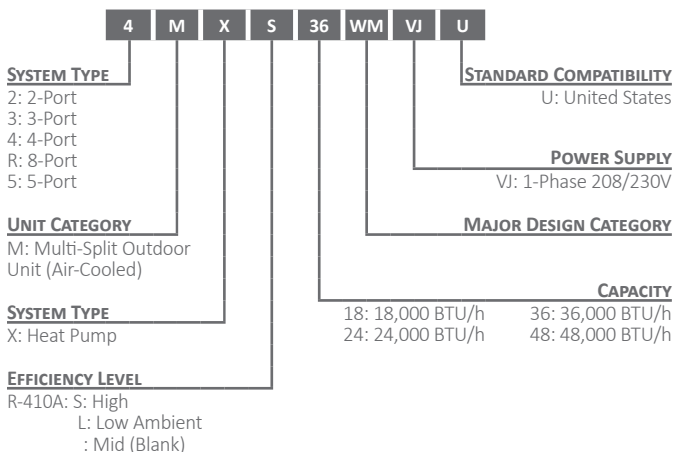 4 M X S 36 WM VJ U
SYSTEM TYPE
2: 2-Port
3: 3-Port
4: 4-Port
R: 8-Port
5: 5-Port
UNIT CATEGORY
M: Multi-Split Outdoor
Unit (Air-Cooled)
SYSTEM TYPE
X: Heat Pump
EFFICIENCY LEVEL
R-410A: S: High
L: Low Ambient
: Mid (Blank)
STANDARD COMPATIBILITY
U: United States
POWER SUPPLY
VJ: 1-Phase 208/230V
MAJOR DESIGN CATEGORY
CAPACITY
18: 18,000 BTU/h 36: 36,000 BTU/h
24: 24,000 BTU/h 48: 48,000 BTU/h